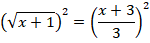 (√(x + 1))² = ((x + 3)/3)²